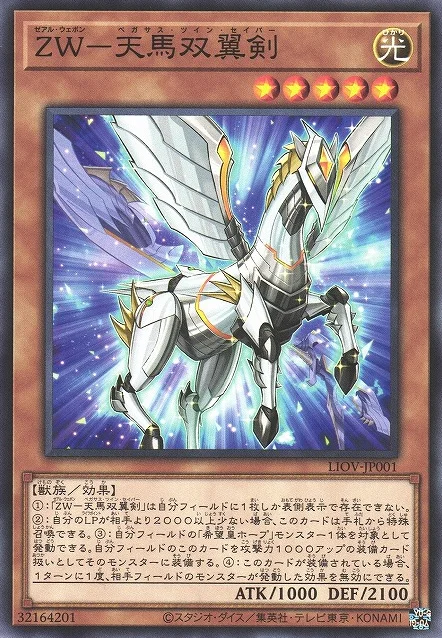 ゼアル・ウェポン ペガサス・ツイン・セイバー
ZW－天馬双翼剣
ひかり
光
LIOV-JP001
【獣族／効果】
①：「ZW－天馬双翼剣」は自分フィールドに1枚しか表側表示で存在できない。
②：自分のLPが相手より2000以上少ない場合、このカードは手札から特殊
召喚できる。③：自分フィールドの「希望皇ホープ」モンスター1体を対象として
発動できる。自分フィールドのこのカードを攻撃力1000アップの装備カード
扱いとしてそのモンスターに装備する。④：このカードが装備されている場合、
1ターンに1度、相手フィールドのモンスターが発動した効果を無効にできる。
ATK/1000 DEF/2100
32164201
©スタジオ・ダイス／集英社・テレビ東京・KONAMI